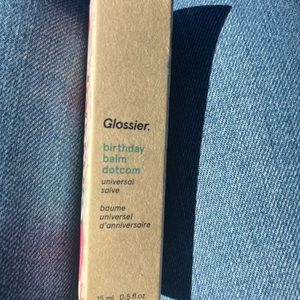 Glossier.
birthday
balm
dotcom
universal
salve
baume
universel
d'anniversaire
15 ml 0.5 fl oz